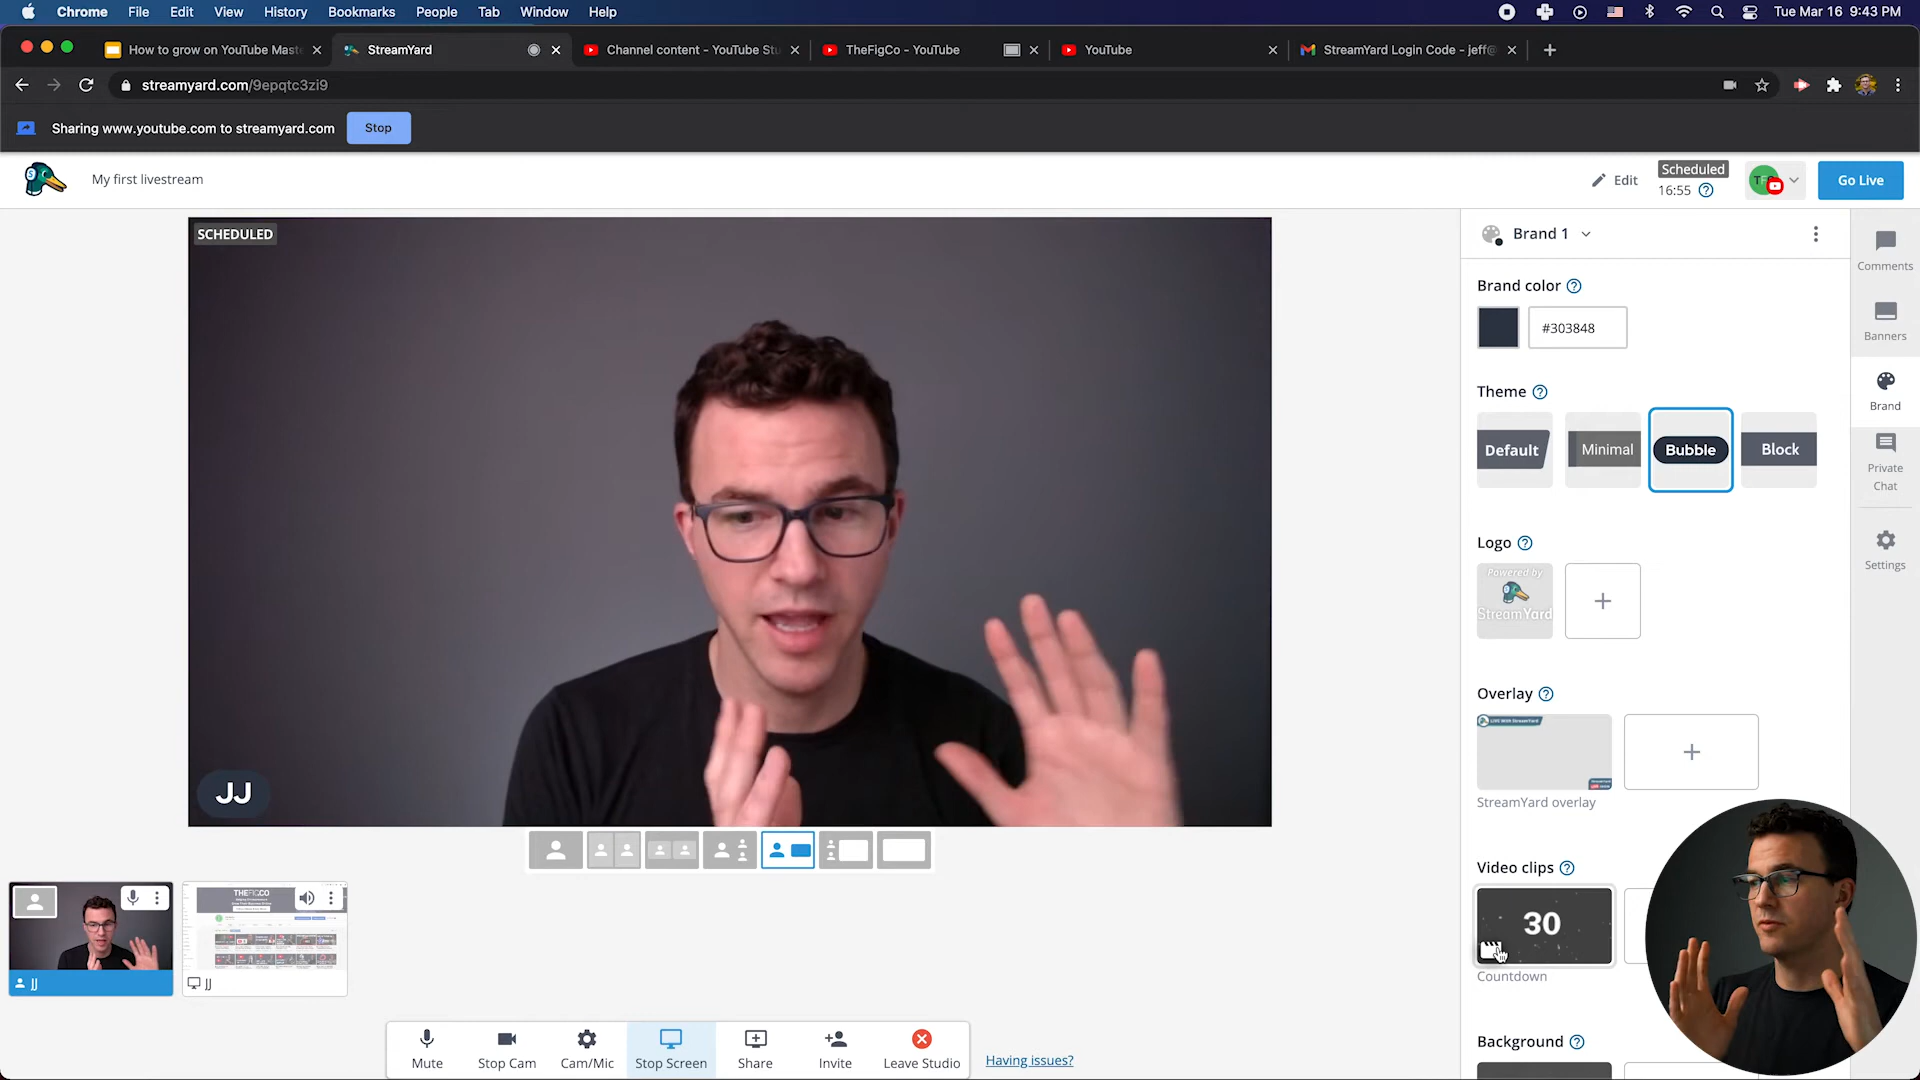 Chrome File Edit View History Bookmarks People Tab Window Help
Tue Mar 16 9:43 PM
How to grow on YouTube Mast
StreamYard
Channel content - YouTube Stu
TheFigCo - YouTube
YouTube
StreamYard Login Code - jeff@
streamyard.com/9epqtc3zi9
Sharing www.youtube.com to streamyard.com
Stop
My first livestream
Edit
Scheduled
16:55
Go Live
SCHEDULED
JJ
Brand 1
Brand color
#303848
Theme
Default
Minimal
Bubble
Block
Logo
Powered by
StreamYard
Overlay
LIVE With StreamYard
StreamYard overlay
Video clips
30
Countdown
Background
Comments
Banners
Brand
Private
Chat
Settings
JJ
THEFIGCO
JJ
Mute
Stop Cam
Cam/Mic
Stop Screen
Share
Invite
Leave Studio
Having issues?